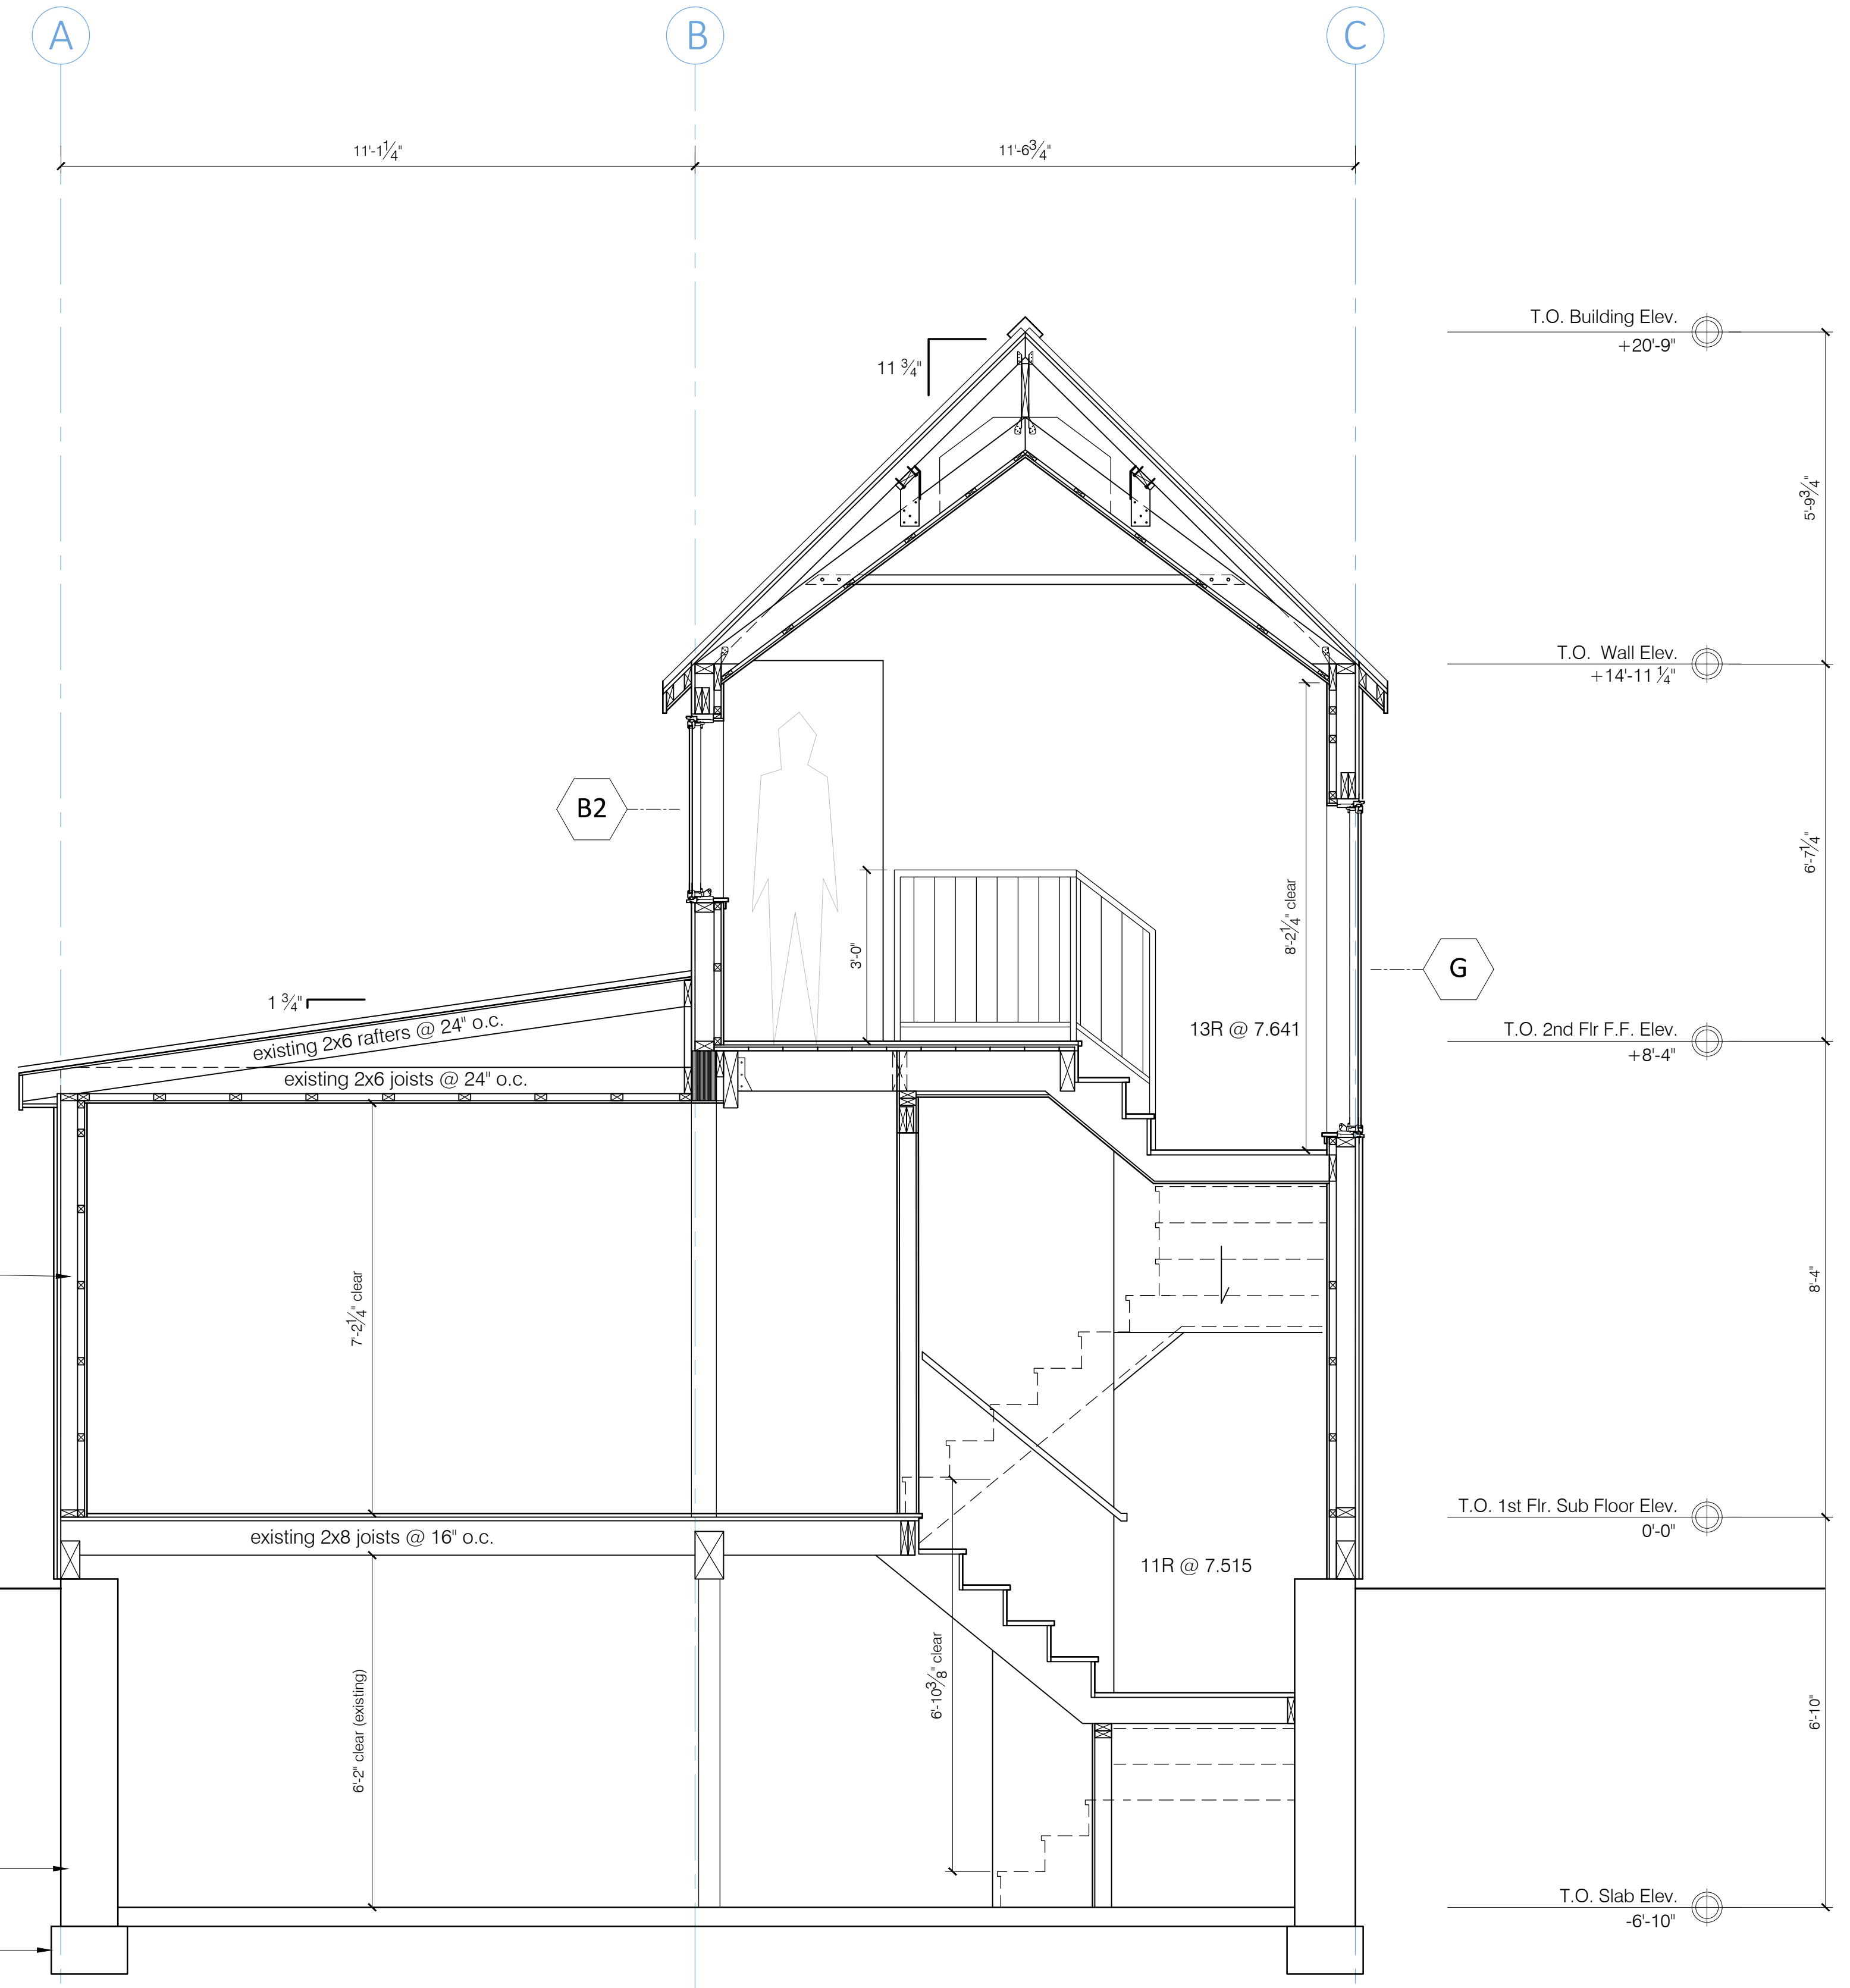 A
B
C
11'-1¼"
11'-6¾"
T.O. Building Elev.
+20'-9"
11 ¾"
5'-9¾"
T.O. Wall Elev.
+14'-11 ¼"
B2
6'-7¼"
8'-2¼" clear
3'-0"
G
1 ¾"
existing 2x6 rafters @ 24" o.c.
13R @ 7.641
T.O. 2nd Flr F.F. Elev.
+8'-4"
existing 2x6 joists @ 24" o.c.
7'-2¼" clear
8'-4"
T.O. 1st Flr. Sub Floor Elev.
0'-0"
existing 2x8 joists @ 16" o.c.
11R @ 7.515
6'-10⅜" clear
6'-2" clear (existing)
6'-10"
T.O. Slab Elev.
-6'-10"